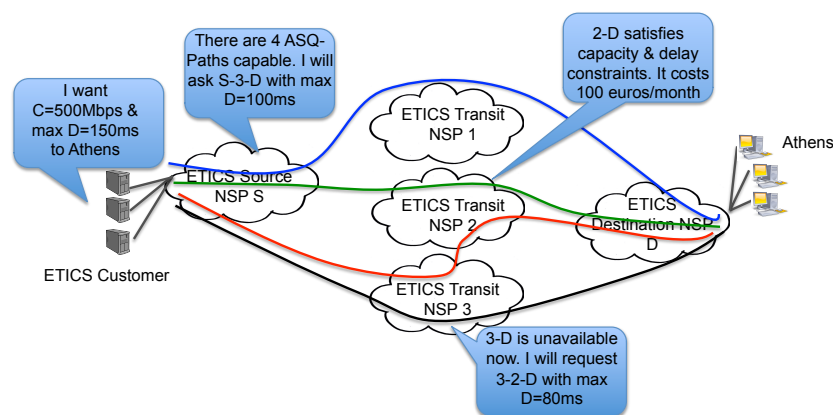 There are 4 ASQ-
Paths capable. I will
ask S-3-D with max
D=100ms
2-D satisfies
capacity & delay
constraints. It costs
100 euros/month
I want
C=500Mbps &
max D=150ms
to Athens
ETICS Transit
NSP 1
Athens
ETICS Source
NSP S
ETICS Transit
NSP 2
ETICS
Destination NSP
D
ETICS Customer
ETICS Transit
NSP 3
3-D is unavailable
now. I will request
3-2-D with max
D=80ms